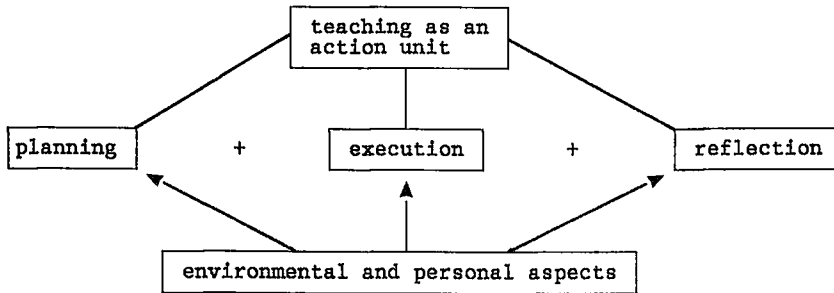 teaching as an
action unit
planning + execution + reflection
environmental and personal aspects